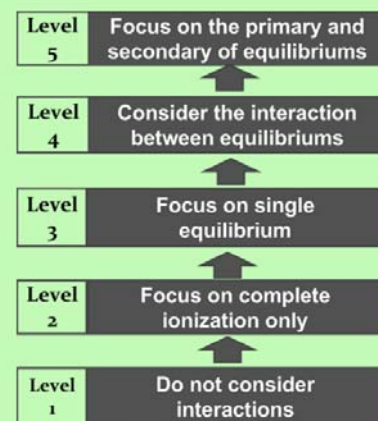 Level Focus on the primary and
5 secondary of equilibriums
Level Consider the interaction
4 between equilibriums
Level Focus on single
3 equilibrium
Level Focus on complete
2 ionization only
Level Do not consider
1 interactions